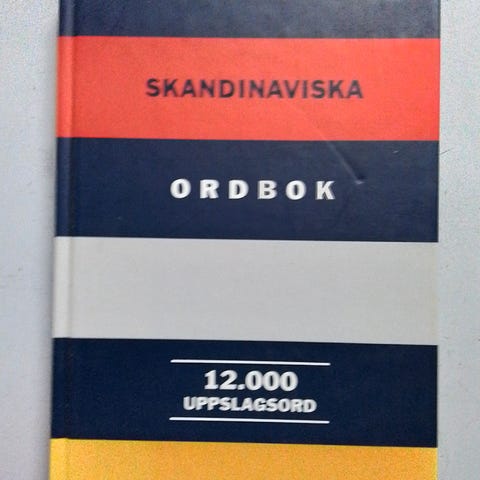 SKANDINAVISKA
ORDBOK
12.000
UPPSLAGSORD